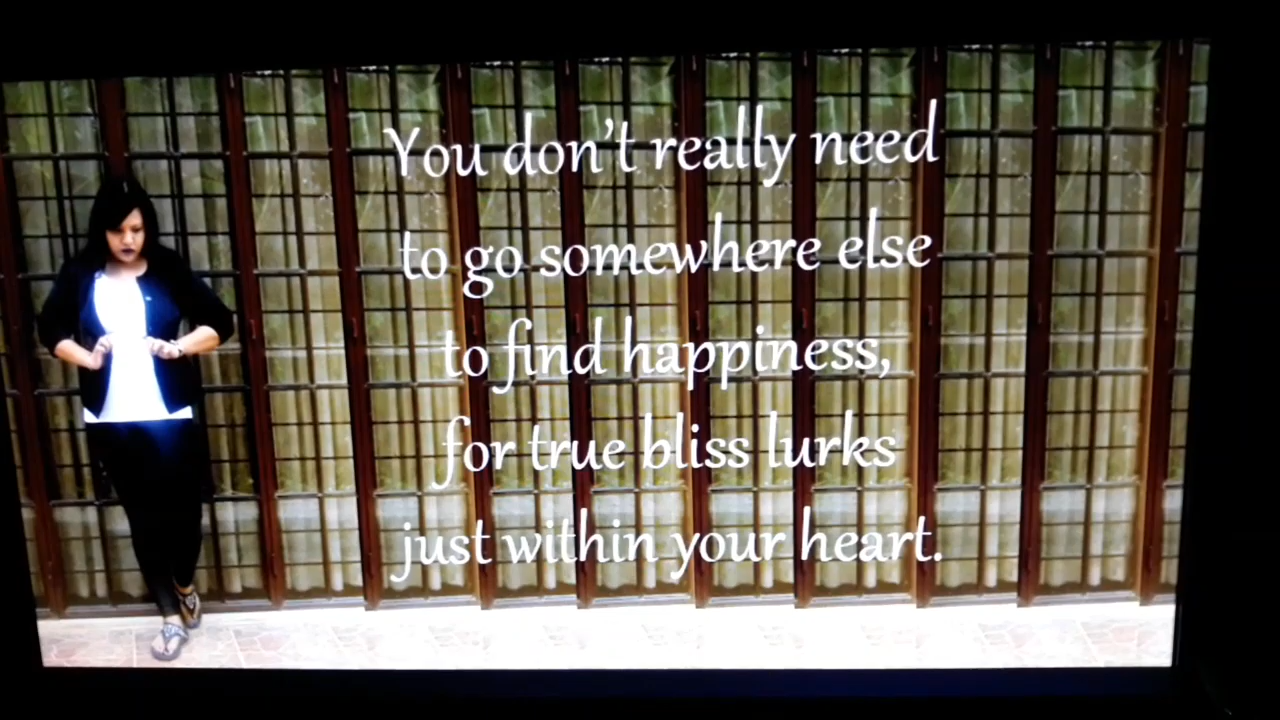 You don't really need
to go somewhere else
to find happiness,
for true bliss lurks
just within your heart.